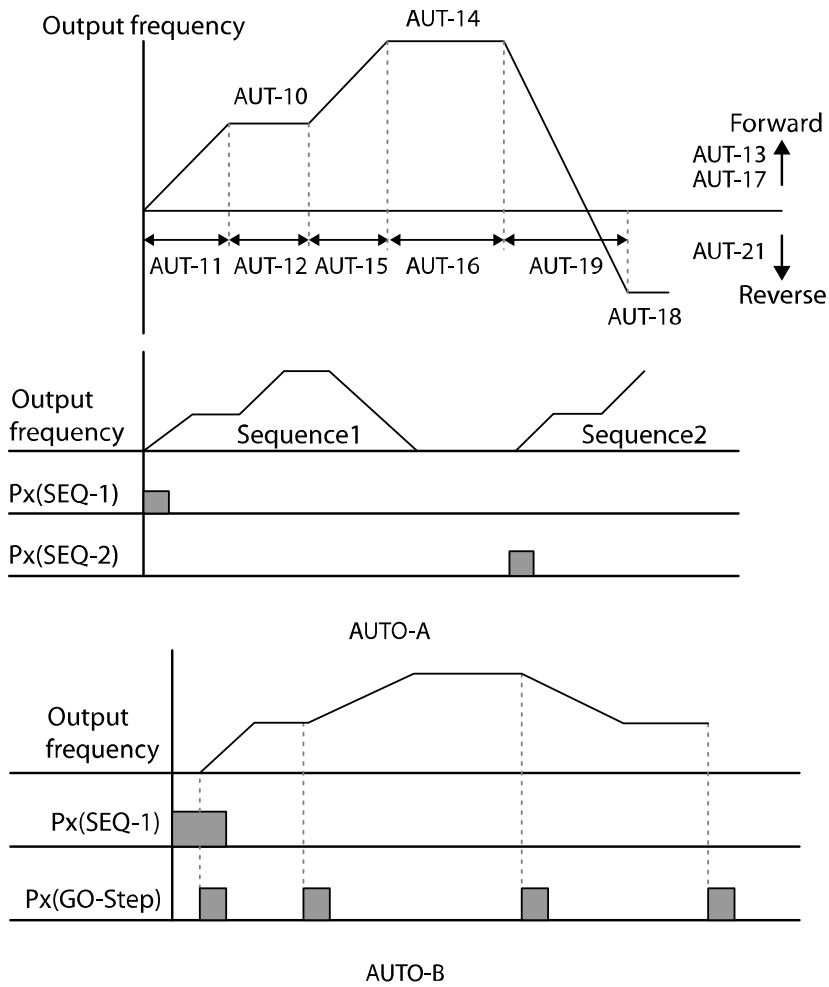 Output frequency
AUT-14
AUT-10
Forward
AUT-13
AUT-17
AUT-11
AUT-12
AUT-15
AUT-16
AUT-19
AUT-21
Reverse
AUT-18
Output
frequency
Sequence1
Sequence2
Px(SEQ-1)
Px(SEQ-2)
AUTO-A
Output
frequency
Px(SEQ-1)
Px(GO-Step)
AUTO-B